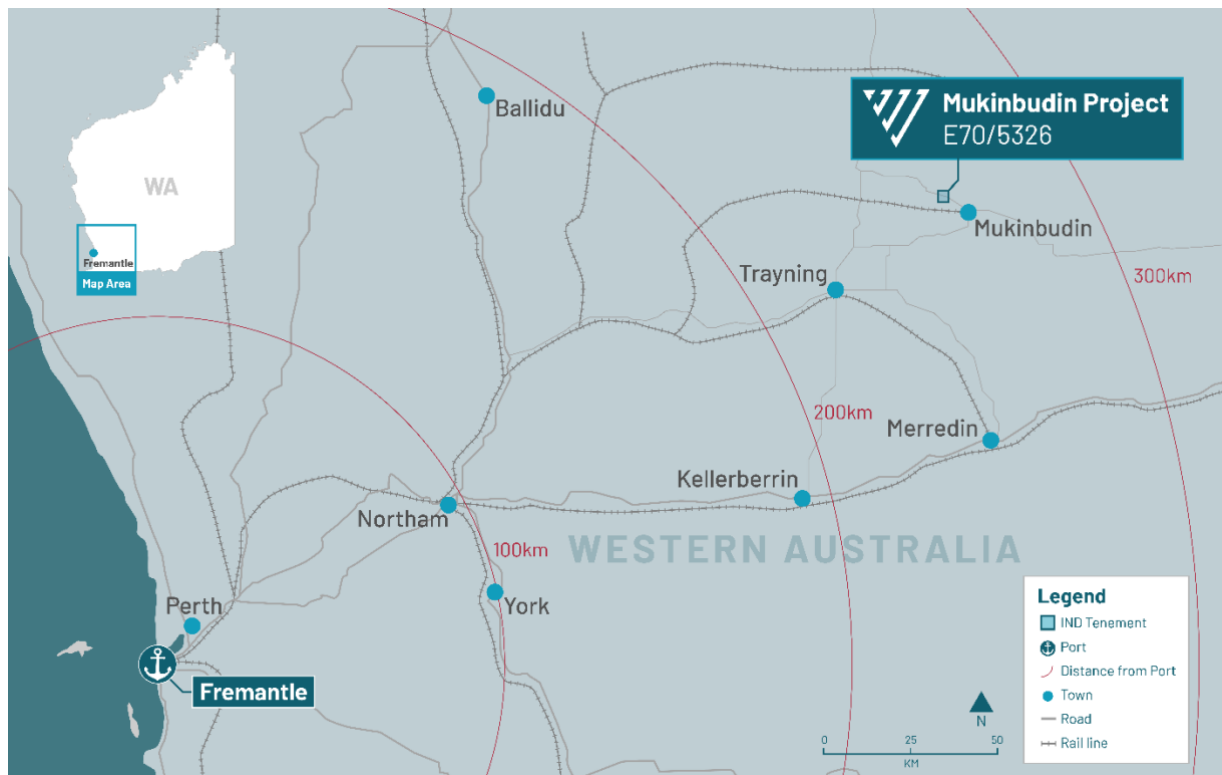 Ballidu
Mukinbudin Project
E70/5326
WA
Fremantle
Map Area
Mukinbudin
Trayning
300km
200km
Merredin
Kellerberrin
Northam
100km
WESTERN AUSTRALIA
York
Perth
Fremantle
N
0 25 50
KM
Legend
IND Tenement
Port
Distance from Port
Town
Road
Rail line